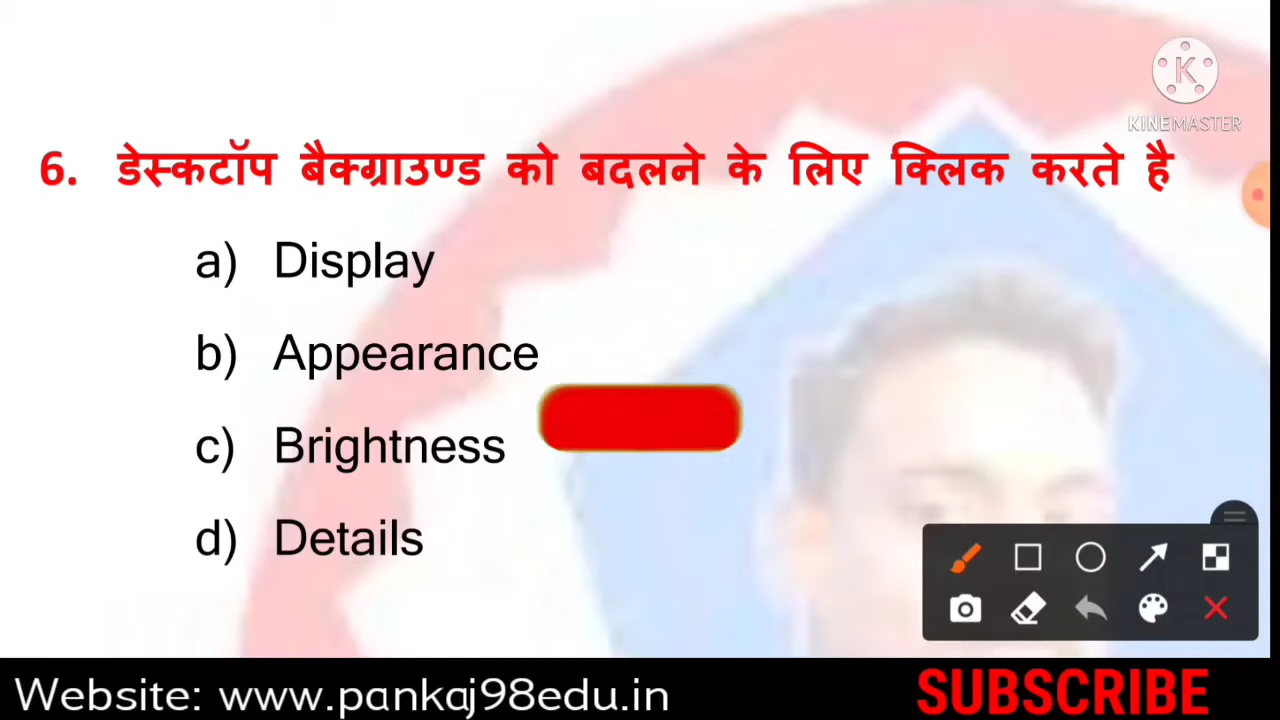 KINEMASTER
6. डेस्कटॉप बैकग्राउण्ड को बदलने के लिए क्लिक करते है
a) Display
b) Appearance
c) Brightness
d) Details
Website: www.pankaj98edu.in
SUBSCRIBE